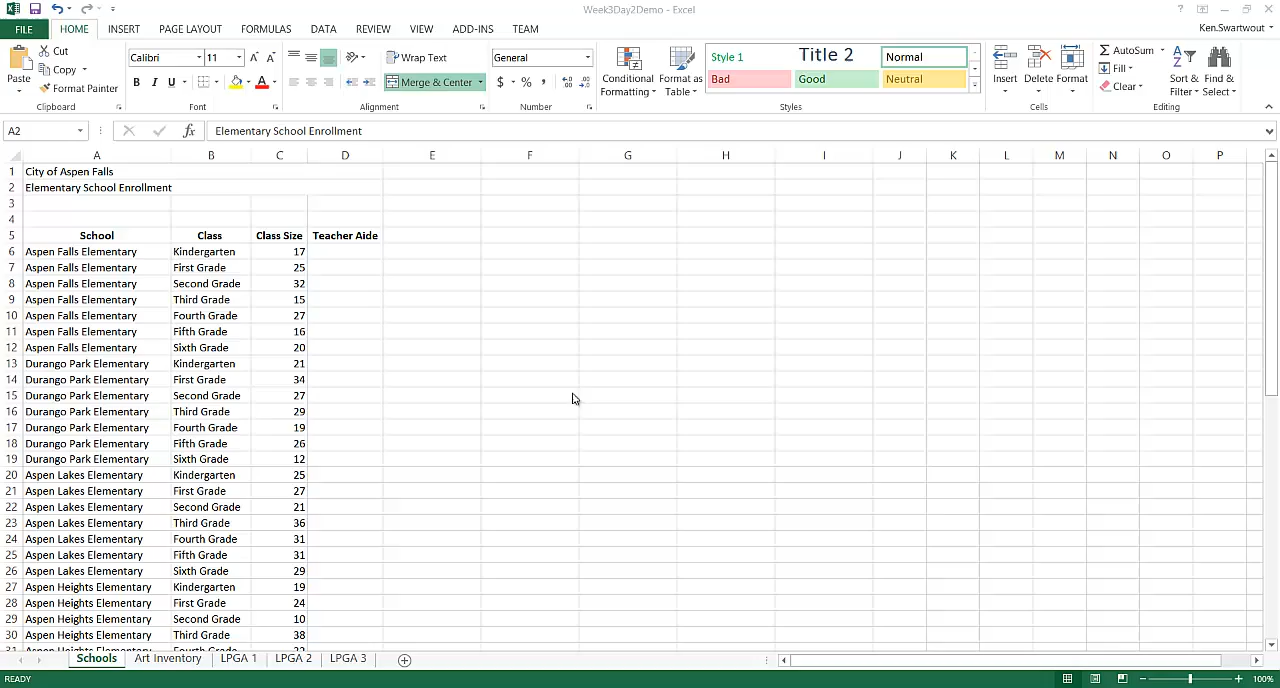 Week3Day2Demo - Excel
FILE HOME INSERT PAGE LAYOUT FORMULAS DATA REVIEW VIEW ADD-INS TEAM Ken.Swartwout
Paste Cut Copy Format Painter Clipboard
Calibri 11 B I U A Font
Wrap Text Merge & Center Alignment
General $ % , Number
Conditional Formatting Format as Table
Style 1 Title 2 Normal
Bad Good Neutral
Styles
Insert Delete Format Cells
AutoSum Fill Clear Sort & Filter Find & Select Editing
A2 fx Elementary School Enrollment
A B C D E F G H I J K L M N O P
1 City of Aspen Falls
2 Elementary School Enrollment
3
4
5 School Class Class Size Teacher Aide
6 Aspen Falls Elementary Kindergarten 17
7 Aspen Falls Elementary First Grade 25
8 Aspen Falls Elementary Second Grade 32
9 Aspen Falls Elementary Third Grade 15
10 Aspen Falls Elementary Fourth Grade 27
11 Aspen Falls Elementary Fifth Grade 16
12 Aspen Falls Elementary Sixth Grade 20
13 Durango Park Elementary Kindergarten 21
14 Durango Park Elementary First Grade 34
15 Durango Park Elementary Second Grade 27
16 Durango Park Elementary Third Grade 29
17 Durango Park Elementary Fourth Grade 19
18 Durango Park Elementary Fifth Grade 26
19 Durango Park Elementary Sixth Grade 12
20 Aspen Lakes Elementary Kindergarten 25
21 Aspen Lakes Elementary First Grade 27
22 Aspen Lakes Elementary Second Grade 21
23 Aspen Lakes Elementary Third Grade 36
24 Aspen Lakes Elementary Fourth Grade 31
25 Aspen Lakes Elementary Fifth Grade 31
26 Aspen Lakes Elementary Sixth Grade 29
27 Aspen Heights Elementary Kindergarten 19
28 Aspen Heights Elementary First Grade 24
29 Aspen Heights Elementary Second Grade 10
30 Aspen Heights Elementary Third Grade 38
31 Aspen Heights Elementary Fourth Grade
Schools Art Inventory LPGA 1 LPGA 2 LPGA 3
READY 100%